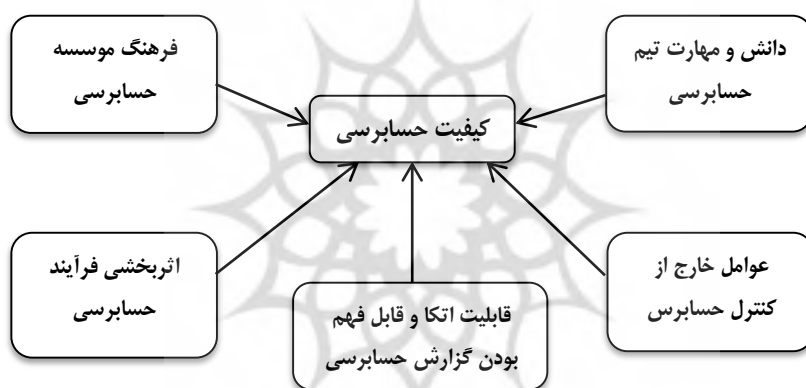 دانش و مهارت تیم
حسابرسی
فرهنگ موسسه
حسابرسی
کیفیت حسابرسی
عوامل خارج از
کنترل حسابرس
قابلیت اتکا و قابل فهم
بودن گزارش حسابرسی
اثربخشی فرآیند
حسابرسی